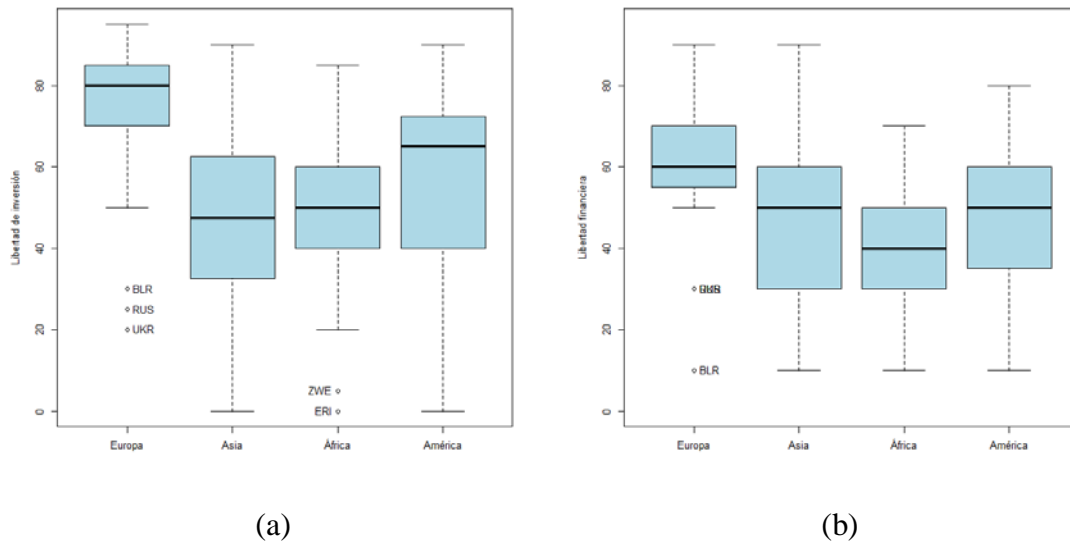 Libertad de inversión
80
60
40
20
0
BLR
RUS
UKR
ZWE
ERI
Europa Asia África América
(a)
Libertad financiera
80
60
40
20
0
BLR
Europa Asia África América
(b)